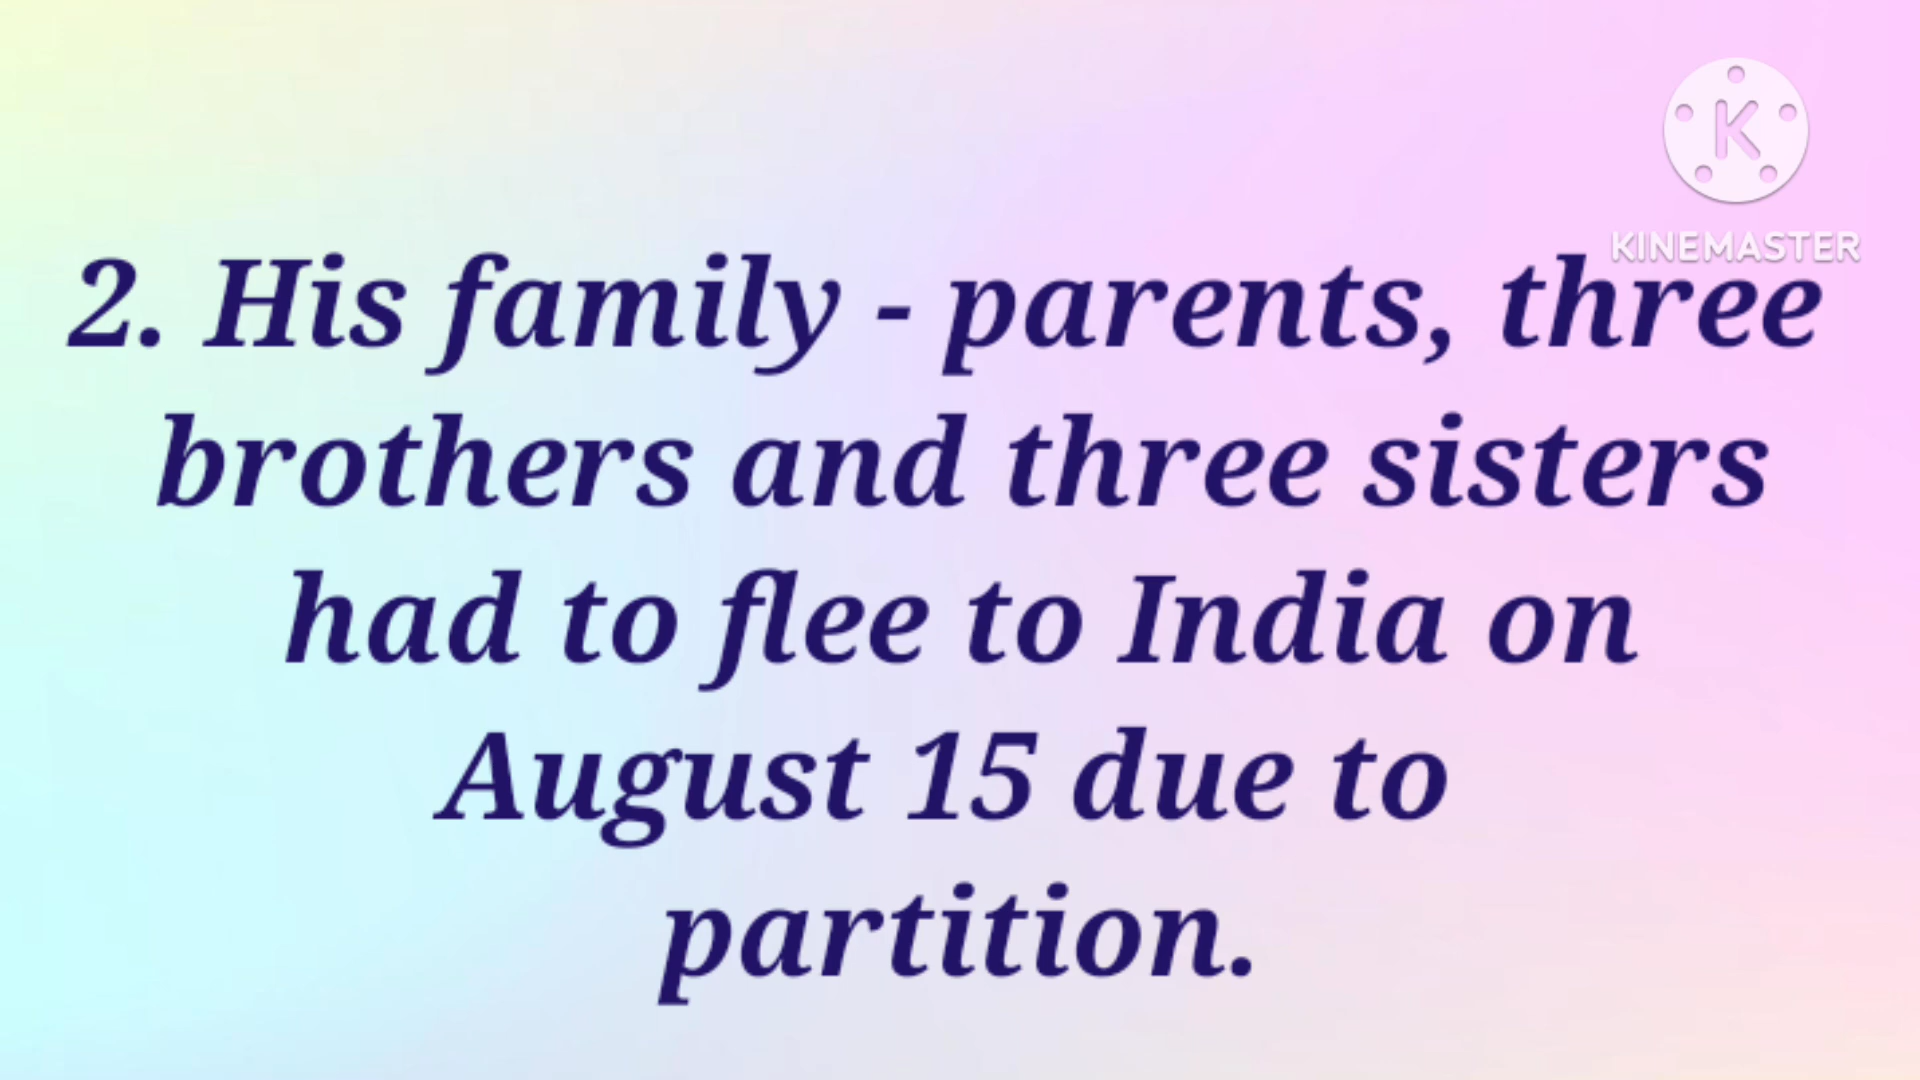 K
KINEMASTER
2. His family - parents, three
brothers and three sisters
had to flee to India on
August 15 due to
partition.